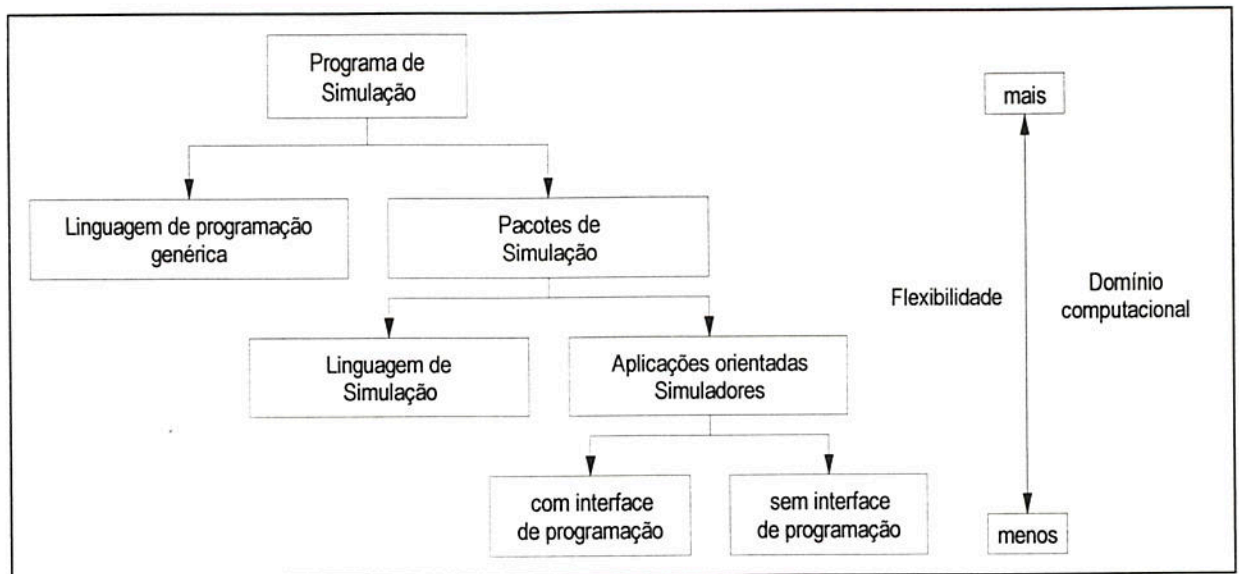 Programa de
Simulação
mais
Linguagem de programação
genérica
Pacotes de
Simulação
Flexibilidade
Domínio
computacional
Linguagem de
Simulação
Aplicações orientadas
Simuladores
com interface
de programação
sem interface
de programação
menos